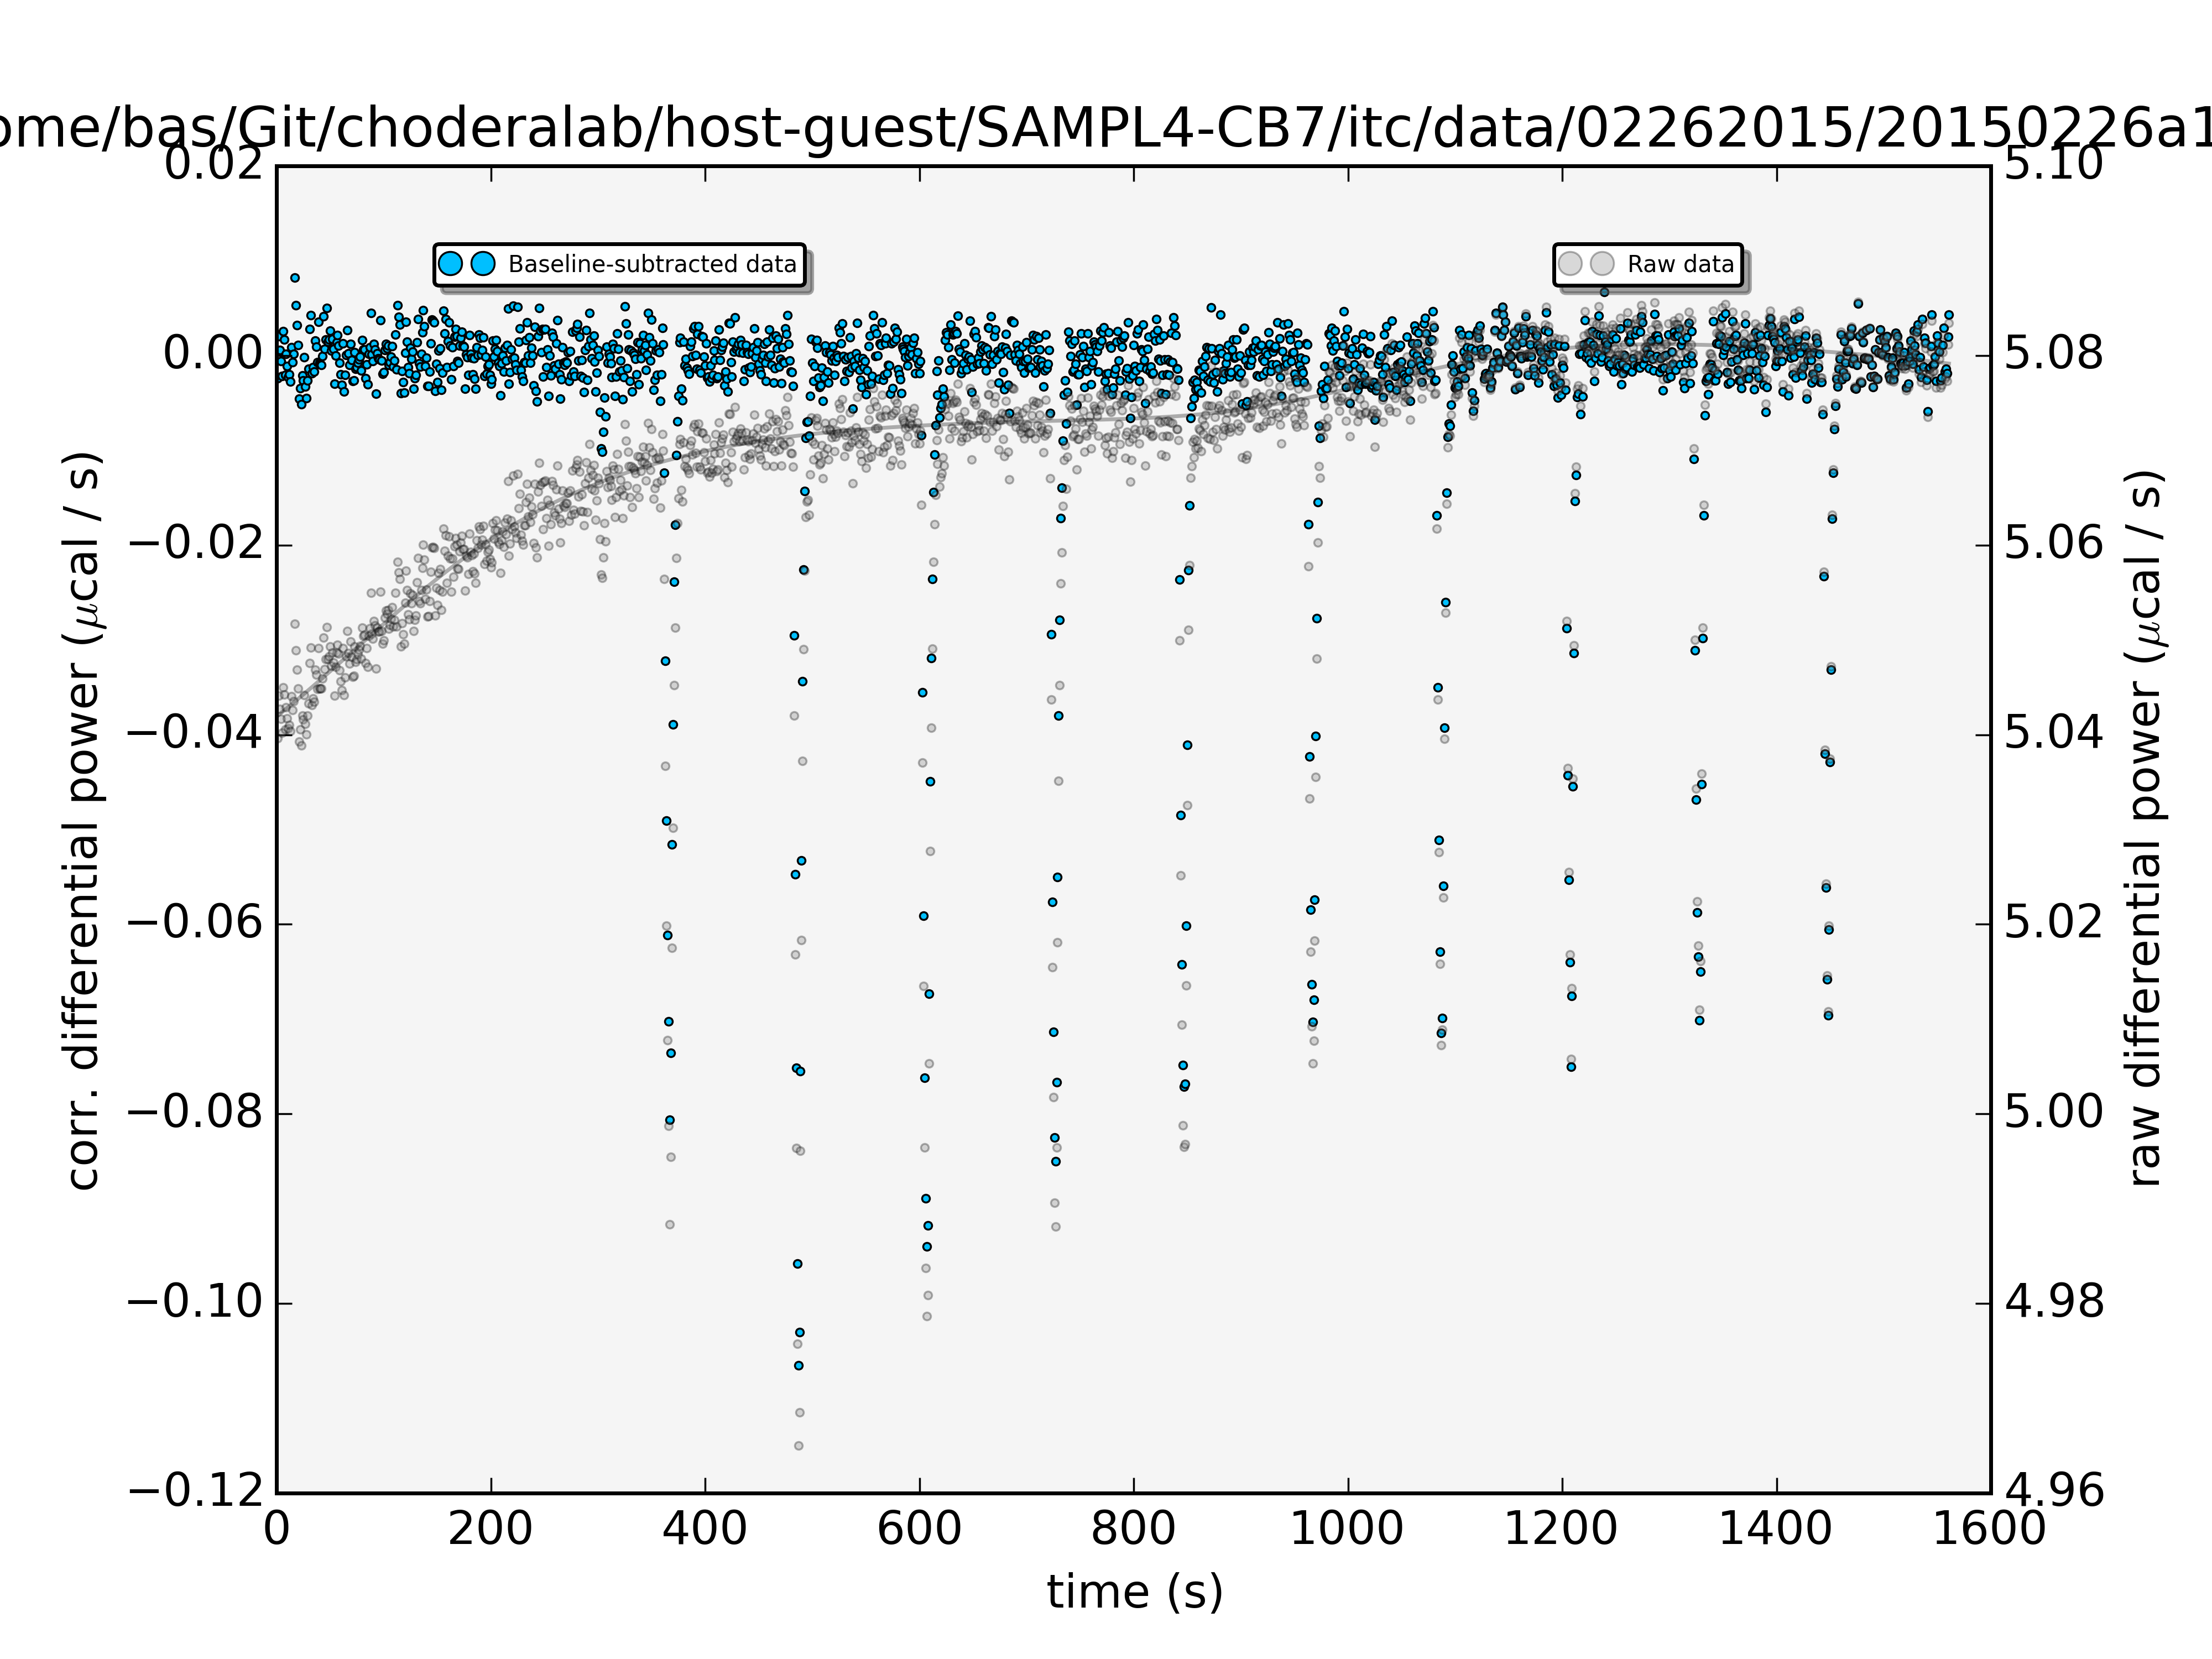 ome/bas/Git/choderalab/host-guest/SAMPL4-CB7/itc/data/02262015/20150226a1
0.02
0.00
−0.02
−0.04
−0.06
−0.08
−0.10
−0.12
corr. differential power (μcal / s)
Baseline-subtracted data
Raw data
5.10
5.08
5.06
5.04
5.02
5.00
4.98
4.96
raw differential power (μcal / s)
0 200 400 600 800 1000 1200 1400 1600
time (s)